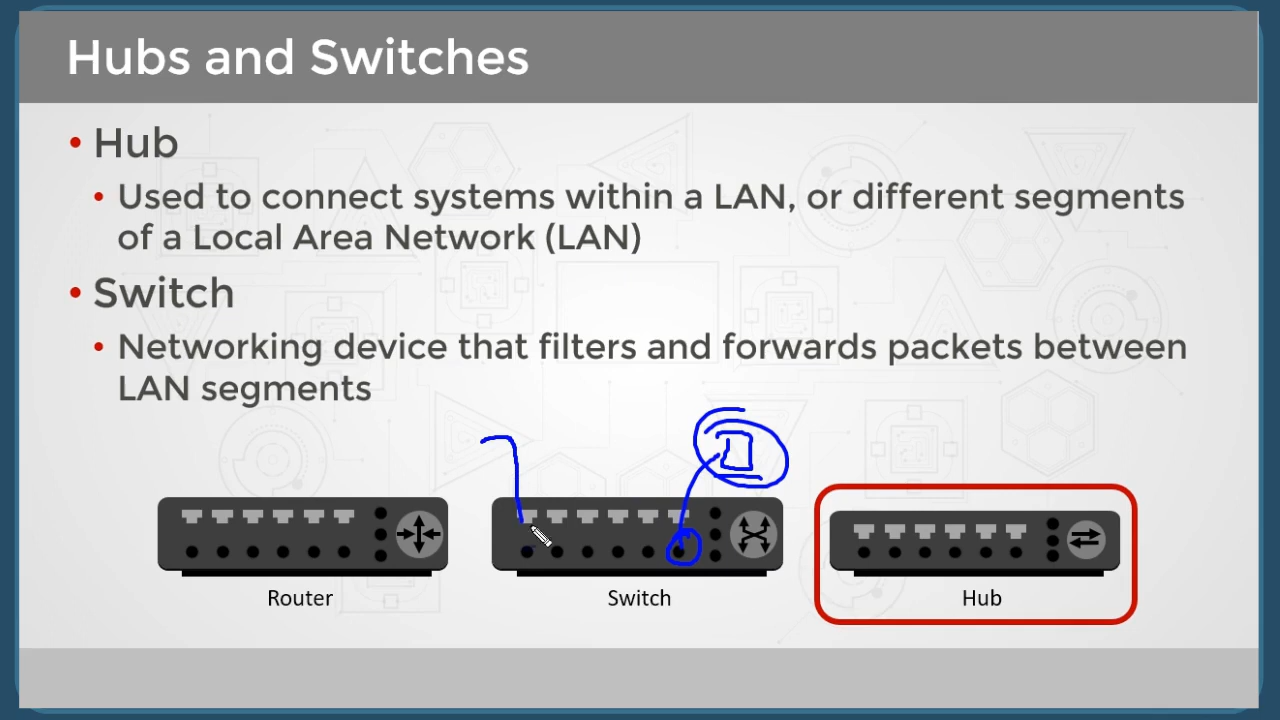 Hubs and Switches
• Hub
• Used to connect systems within a LAN, or different segments
of a Local Area Network (LAN)
• Switch
• Networking device that filters and forwards packets between
LAN segments
Router
Switch
Hub